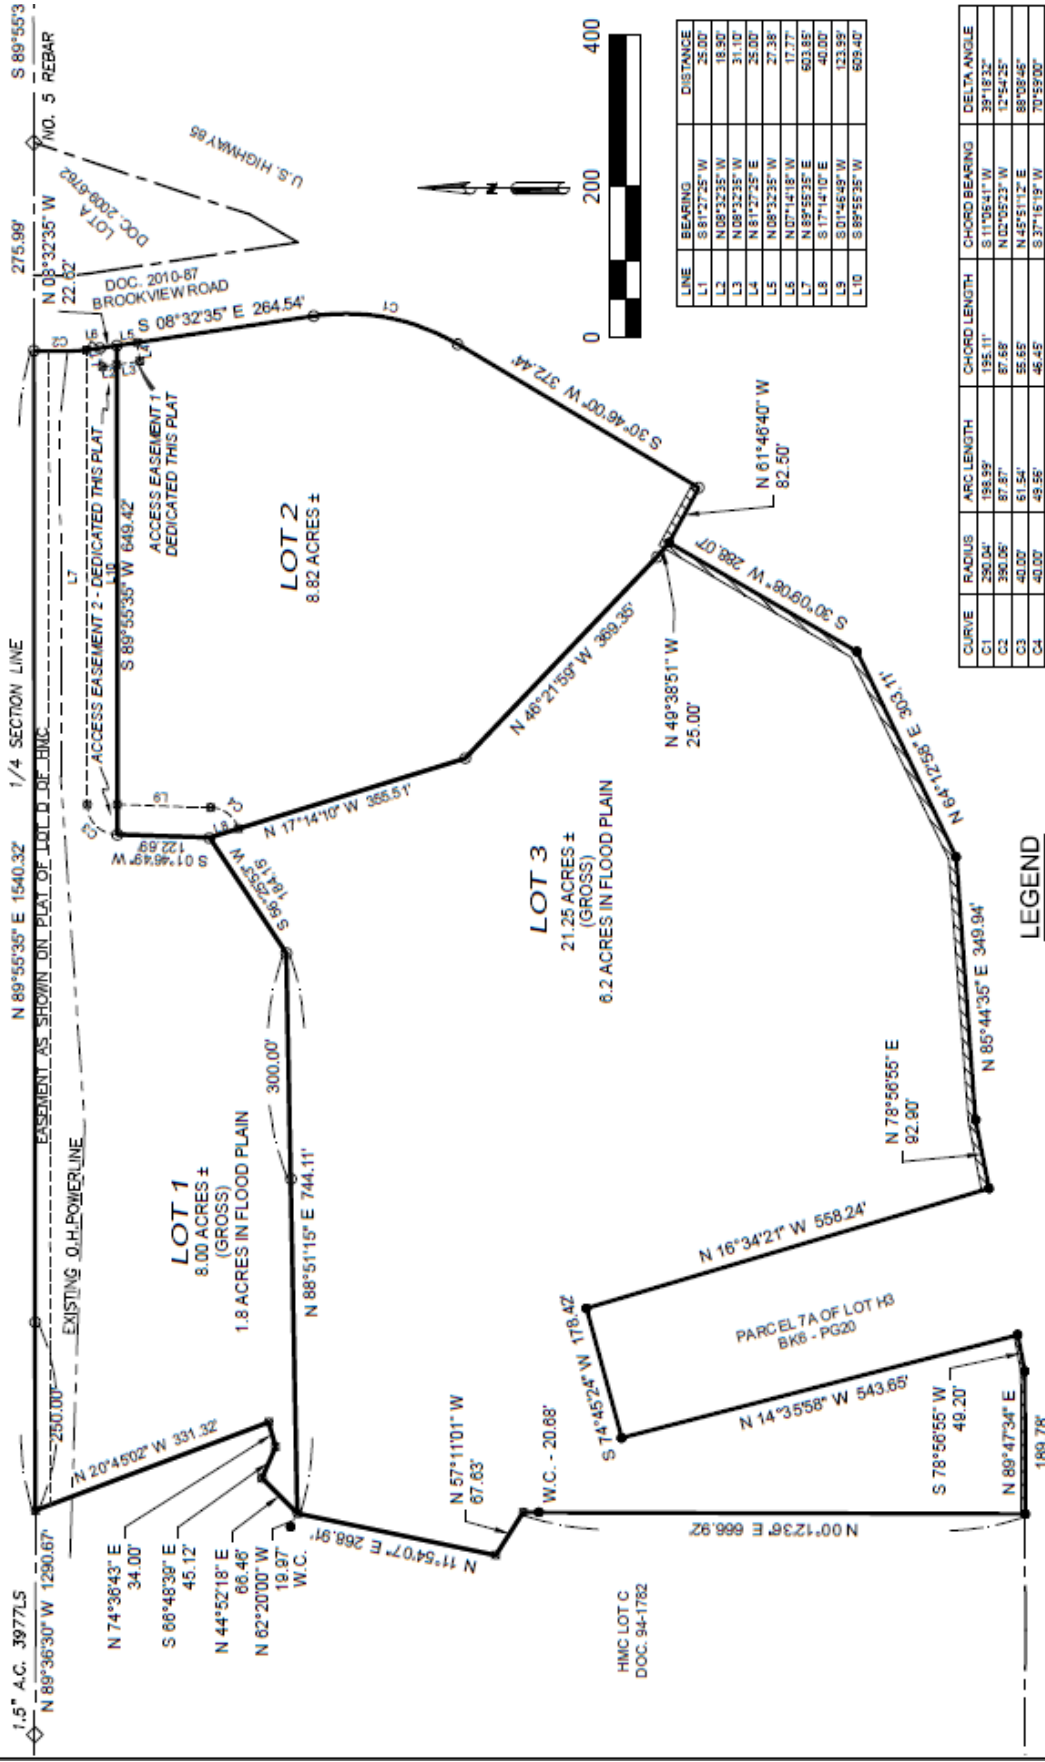 1.5" A.C. 3977LS
N 89°36'30" W 1290.67'
N 89°55'35" E 1540.32'
1/4 SECTION LINE
275.99'
S 89°55'3
NO. 5 REBAR
EASEMENT AS SHOWN ON PLAT OF LOT D OF HMC
EXISTING O.H.POWERLINE
250.00'
N 20°45'02" W 331.32'
N 74°36'43" E
34.00'
S 66°48'39" E
45.12'
N 44°52'18" E
66.46'
N 62°20'00" W
19.97'
W.C.
LOT 1
8.00 ACRES ±
(GROSS)
1.8 ACRES IN FLOOD PLAIN
300.00'
N 88°51'15" E 744.11'
S 56°25'53" W
184.15'
S 01°46'49" W
122.69'
C3
L9
C4
L8
L7
L10
ACCESS EASEMENT 2 - DEDICATED THIS PLAT
S 89°55'35" W 649.42'
ACCESS EASEMENT 1
DEDICATED THIS PLAT
C2
L6
L5
L4
L3
N 08°32'35" W
22.62'
LOT A
DOC. 2009-6762
U.S. HIGHWAY 85
DOC. 2010-87
BROOKVIEW ROAD
S 08°32'35" E 264.54'
C1
LOT 2
8.82 ACRES ±
S 30°46'00" W 372.44'
N 61°46'40" W
82.50'
N 17°14'10" W 355.51'
N 46°21'59" W 369.35'
N 49°38'51" W
25.00'
S 30°09'08" W 288.07'
N 64°12'58" E 303.11'
LOT 3
21.25 ACRES ±
(GROSS)
6.2 ACRES IN FLOOD PLAIN
N 85°44'35" E 349.94'
N 78°56'55" E
92.90'
N 16°34'21" W 558.24'
S 74°45'24" W 178.42'
PARCEL 7A OF LOT H3
BK6 - PG20
N 14°35'58" W 543.65'
S 78°56'55" W
49.20'
N 89°47'34" E
189.78'
N 11°54'07" E 268.91'
N 57°11'01" W
67.63'
W.C. - 20.68'
N 00°12'36" E 666.92'
HMC LOT C
DOC. 94-1782
N
0 200 400
LINE BEARING DISTANCE
L1 S 81°27'25" W 25.00'
L2 N 08°32'35" W 18.90'
L3 N 08°32'35" W 31.10'
L4 N 81°27'25" E 25.00'
L5 N 08°32'35" W 27.38'
L6 N 07°14'18" W 17.77'
L7 N 89°55'35" E 603.85'
L8 S 17°14'10" E 40.00'
L9 S 01°46'49" W 123.99'
L10 S 89°55'35" W 609.40'
CURVE RADIUS ARC LENGTH CHORD LENGTH CHORD BEARING DELTA ANGLE
C1 290.04' 198.99' 195.11' S 11°06'41" W 39°18'32"
C2 390.06' 87.87' 87.68' N 02°05'23" W 12°54'25"
C3 40.00' 61.54' 55.65' N 45°51'12" E 88°08'46"
C4 40.00' 49.56' 46.45' S 37°16'19" W 70°59'00"
LEGEND